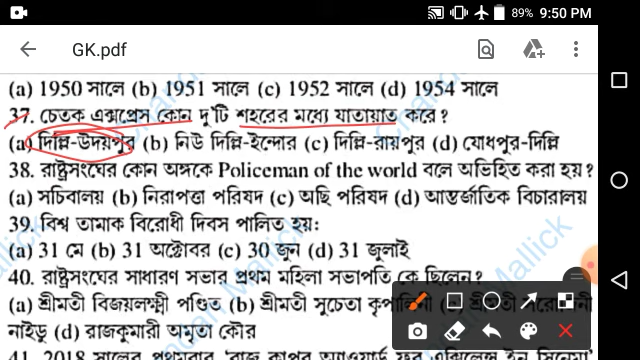 89% 9:50 PM
GK.pdf
(a) 1950 সালে (b) 1951 সালে (c) 1952 সালে (d) 1954 সালে
37. চেতক এক্সপ্রেস কোন দু'টি শহরের মধ্যে যাতায়াত করে ?
(a) দিল্লি-উদয়পুর (b) নিউ দিল্লি-ইন্দোর (c) দিল্লি-রায়পুর (d) যোধপুর-দিল্লি
38. রাষ্ট্রসংঘের কোন অঙ্গকে Policeman of the world বলে অভিহিত করা হয় ?
(a) সচিবালয় (b) নিরাপত্তা পরিষদ (c) অছি পরিষদ (d) আন্তর্জাতিক বিচারালয়
39. বিশ্ব তামাক বিরোধী দিবস পালিত হয়ঃ
(a) 31 মে (b) 31 অক্টোবর (c) 30 জুন (d) 31 জুলাই
40. রাষ্ট্রসংঘের সাধারণ সভার প্রথম মহিলা সভাপতি কে ছিলেন ?
(a) শ্রীমতী বিজয়লক্ষ্মী পণ্ডিত (b) শ্রীমতী সুচেতা কৃপালিনী
নাইডু (d) রাজকুমারী অমৃতা কৌর
41. 2018 সালের প্রথমবার